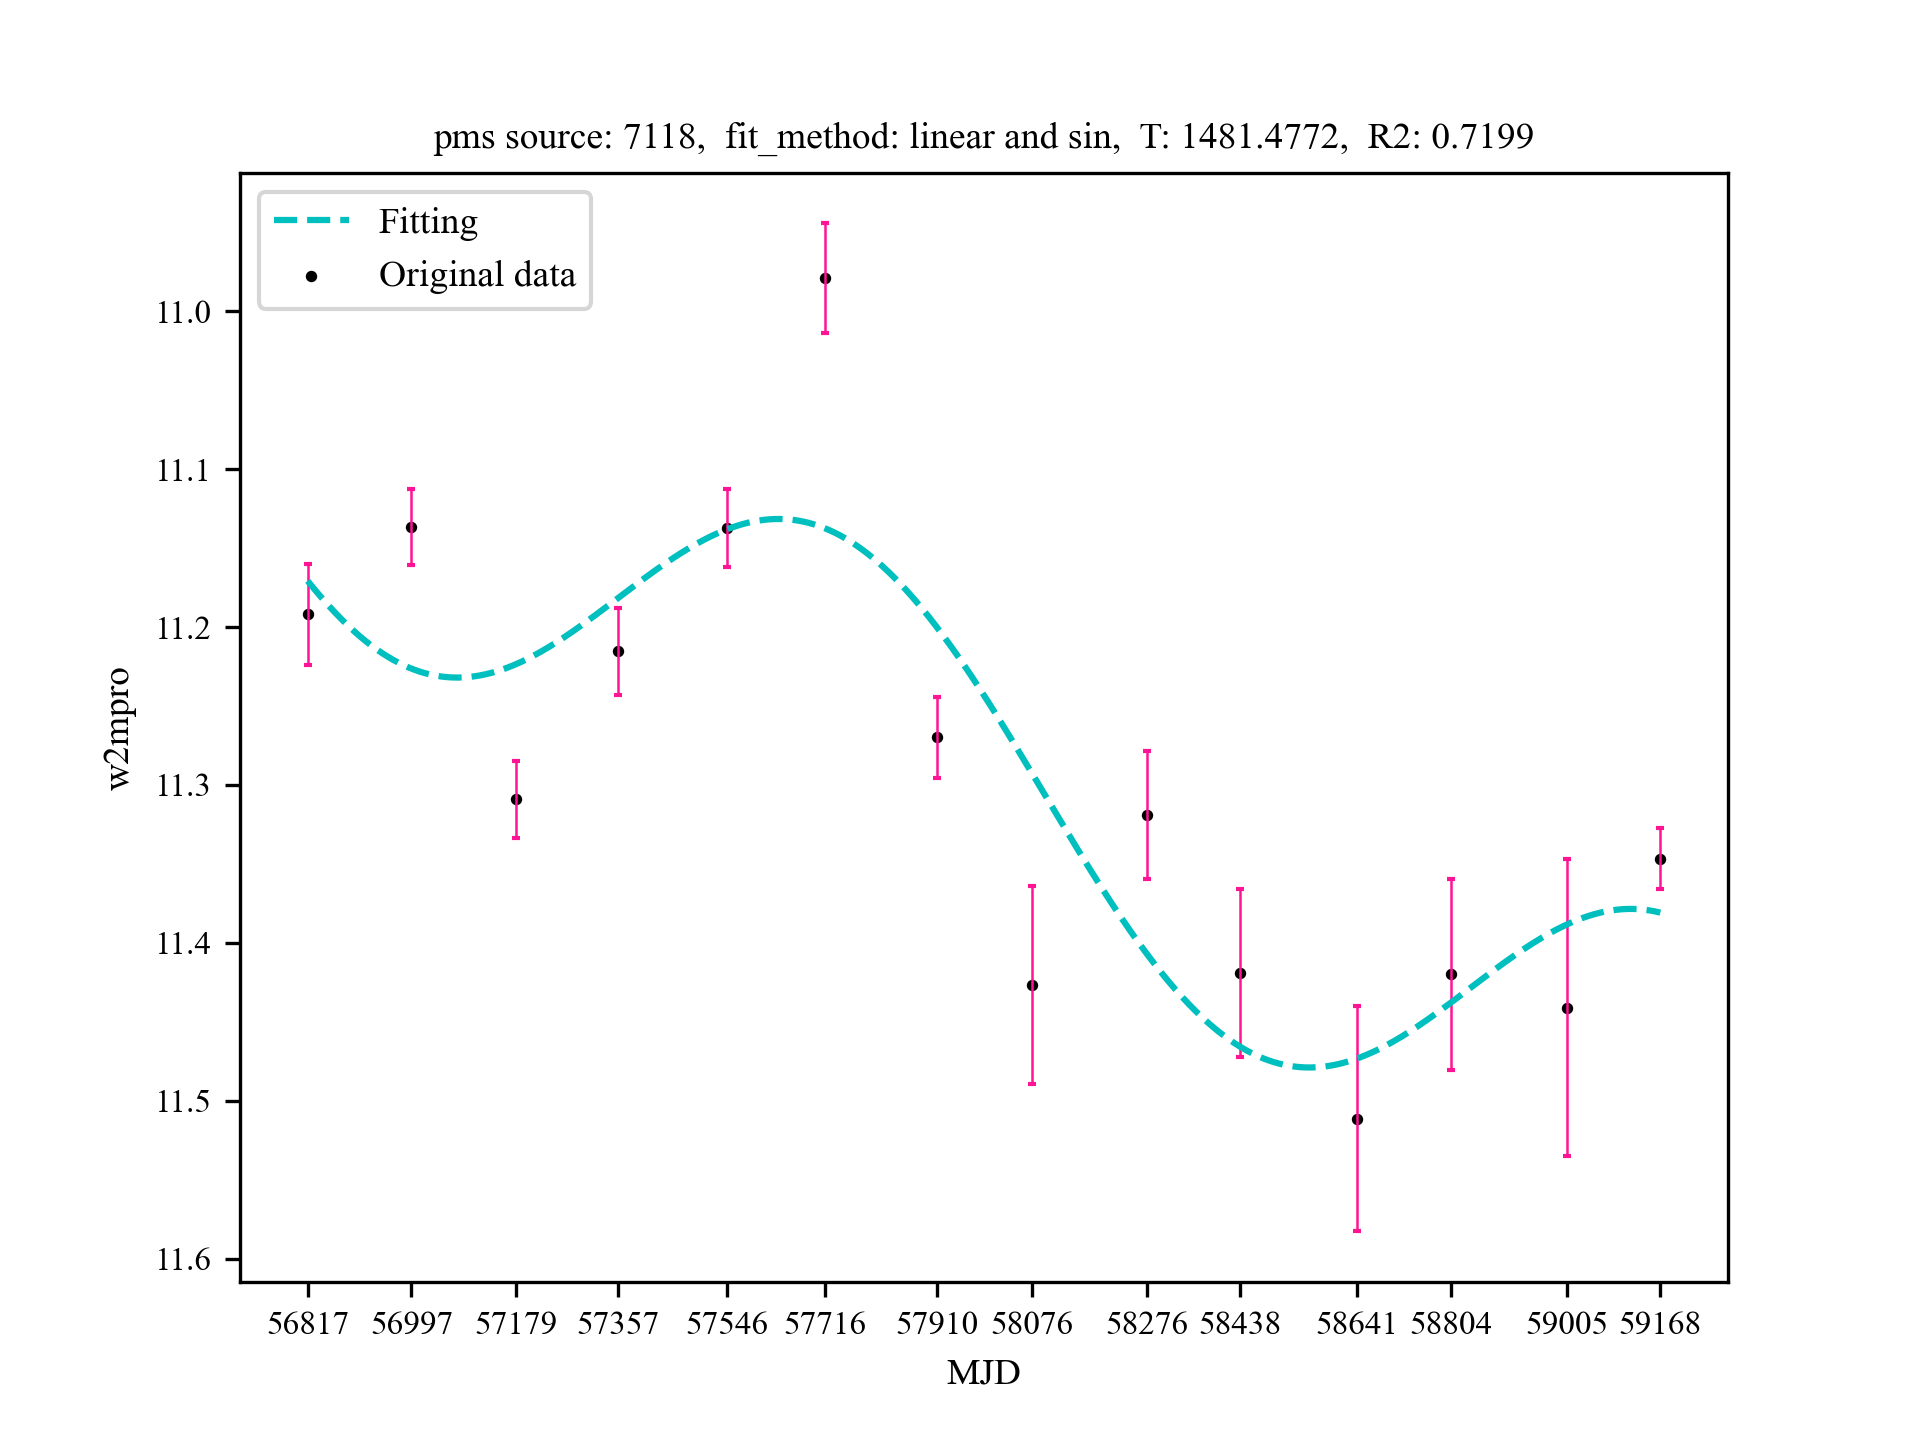 pms source: 7118,  fit_method: linear and sin,  T: 1481.4772,  R2: 0.7199
Fitting
Original data
11.0
11.1
11.2
11.3
11.4
11.5
11.6
w2mpro
56817 56997 57179 57357 57546 57716 57910 58076 58276 58438 58641 58804 59005 59168
MJD